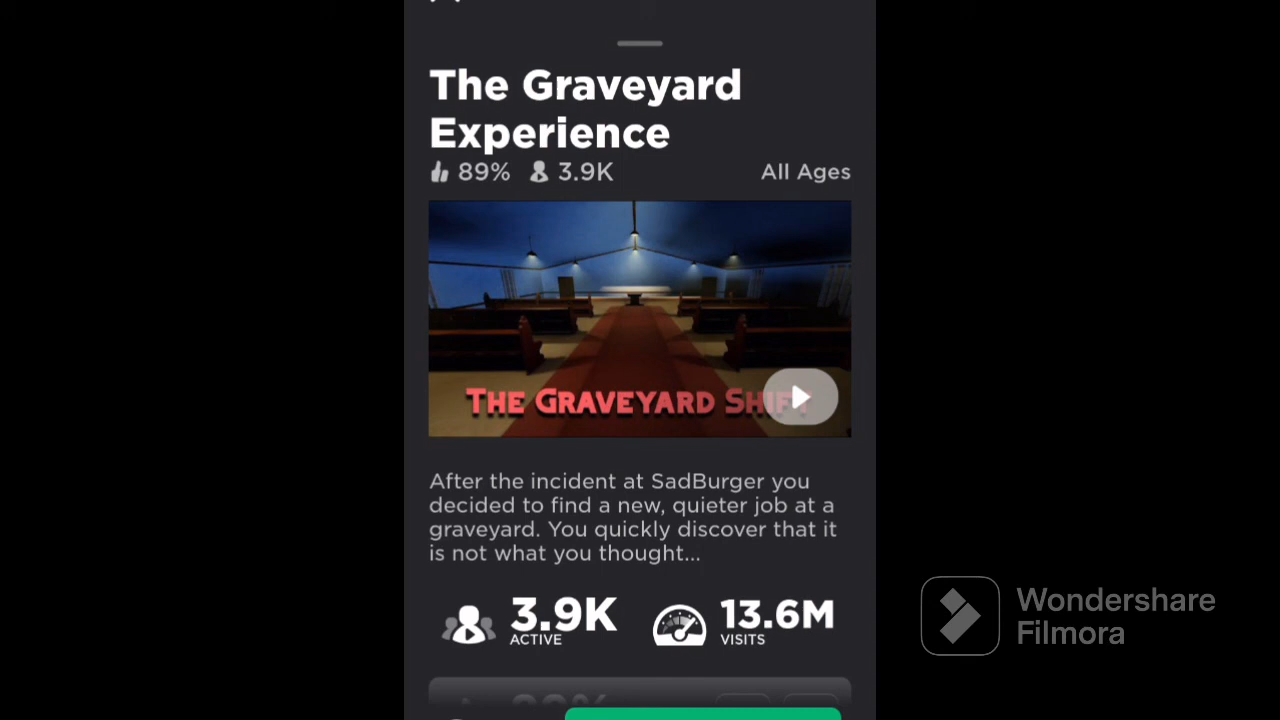 The Graveyard
Experience
89% 3.9K All Ages
THE GRAVEYARD SHIFT
After the incident at SadBurger you
decided to find a new, quieter job at a
graveyard. You quickly discover that it
is not what you thought...
3.9K
ACTIVE
13.6M
VISITS
Wondershare
Filmora